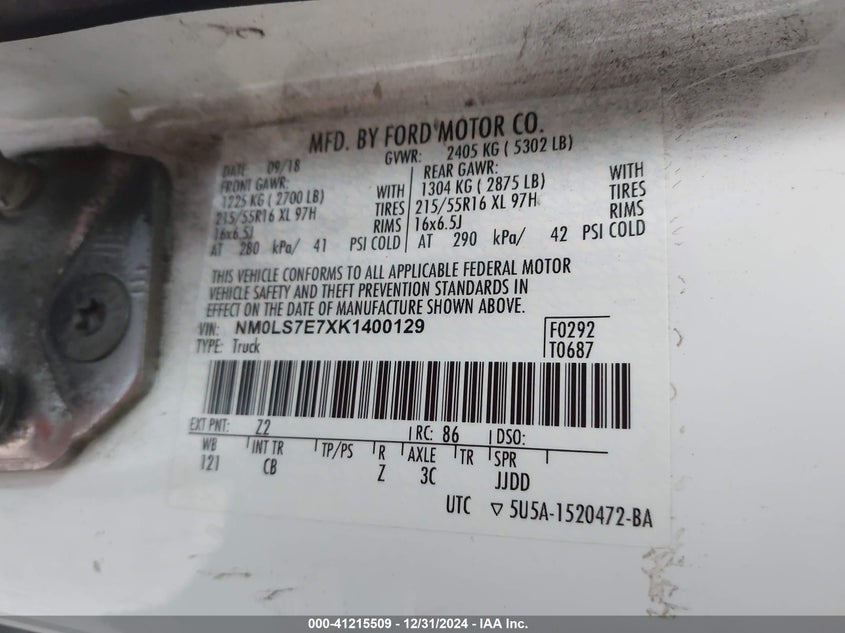 MFD. BY FORD MOTOR CO.
DATE: 09/18 GVWR: 2405 KG ( 5302 LB)
FRONT GAWR: WITH REAR GAWR: WITH
1225 KG ( 2700 LB) TIRES 1304 KG ( 2875 LB) TIRES
215/55R16 XL 97H RIMS 215/55R16 XL 97H RIMS
16x6.5J 16x6.5J
AT 280 kPa/ 41 PSI COLD AT 290 kPa/ 42 PSI COLD
THIS VEHICLE CONFORMS TO ALL APPLICABLE FEDERAL MOTOR
VEHICLE SAFETY AND THEFT PREVENTION STANDARDS IN
EFFECT ON THE DATE OF MANUFACTURE SHOWN ABOVE.
VIN: NM0LS7E7XK1400129 F0292
TYPE: Truck T0687
EXT PNT: Z2 RC: 86 DSO:
WB INT TR TP/PS R AXLE TR SPR
121 CB Z 3C JJDD
UTC ▽ 5U5A-1520472-BA
000-41215509 - 12/31/2024 - IAA Inc.